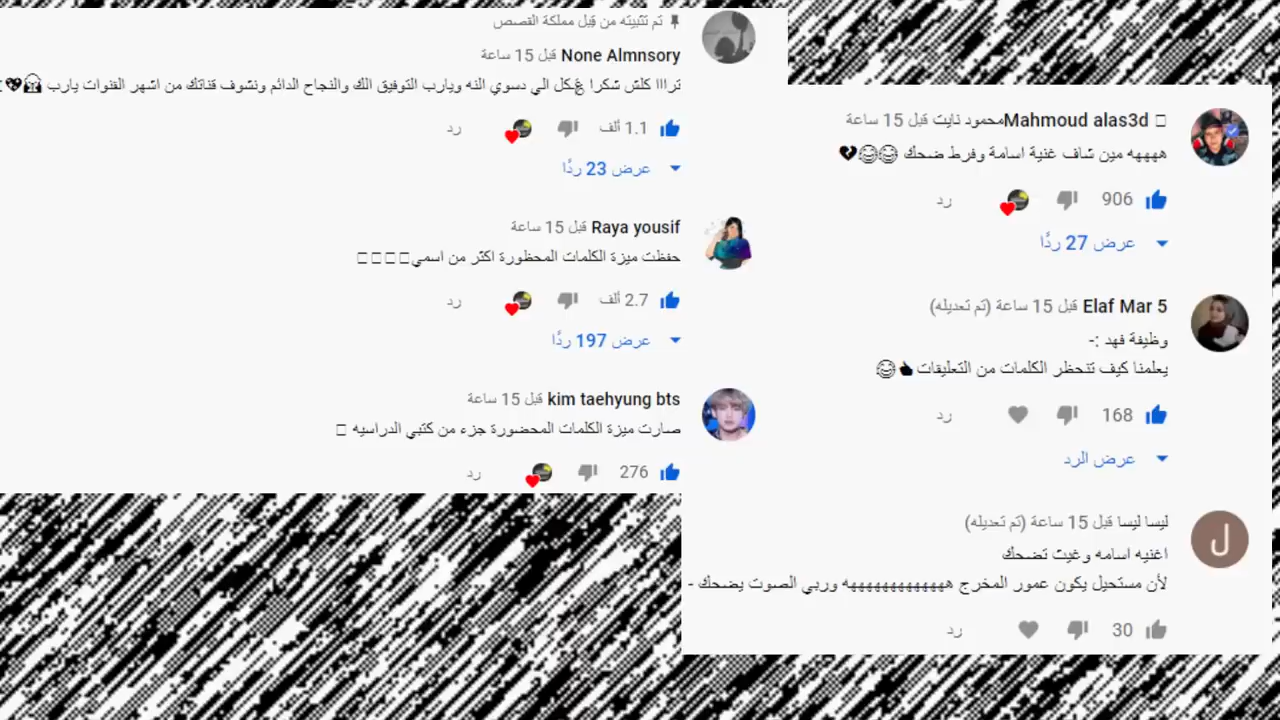 تم تثبيته من قِبل مملكة القصص
None Almnsory قبل 15 ساعة
ترااا كلش شكرا ع كل الي دسوي النه ويارب التوفيق الك والنجاح الدائم ونشوف قناتك من اشهر القنوات يارب
1.1 ألف
رد
عرض 23 ردًّا
Raya yousif قبل 15 ساعة
حفظت ميزة الكلمات المحظورة اكثر من اسمي
2.7 ألف
رد
عرض 197 ردًّا
kim taehyung bts قبل 15 ساعة
صارت ميزة الكلمات المحضورة جزء من كتبي الدراسيه
276
رد
Mahmoud alas3dمحمود نايت قبل 15 ساعة
ههههه مين شاف غنية اسامة وفرط ضحك 😂😂💔
906
رد
عرض 27 ردًّا
Elaf Mar 5 قبل 15 ساعة (تم تعديله)
وظيفة فهد :-
يعلمنا كيف تنحظر الكلمات من التعليقات
168
رد
عرض الرد
ل
ليسا ليسا قبل 15 ساعة (تم تعديله)
اغنيه اسامه وغيث تضحك
لأن مستحيل يكون عمور المخرج هههههههههههههه وربي الصوت يضحك -
30
رد